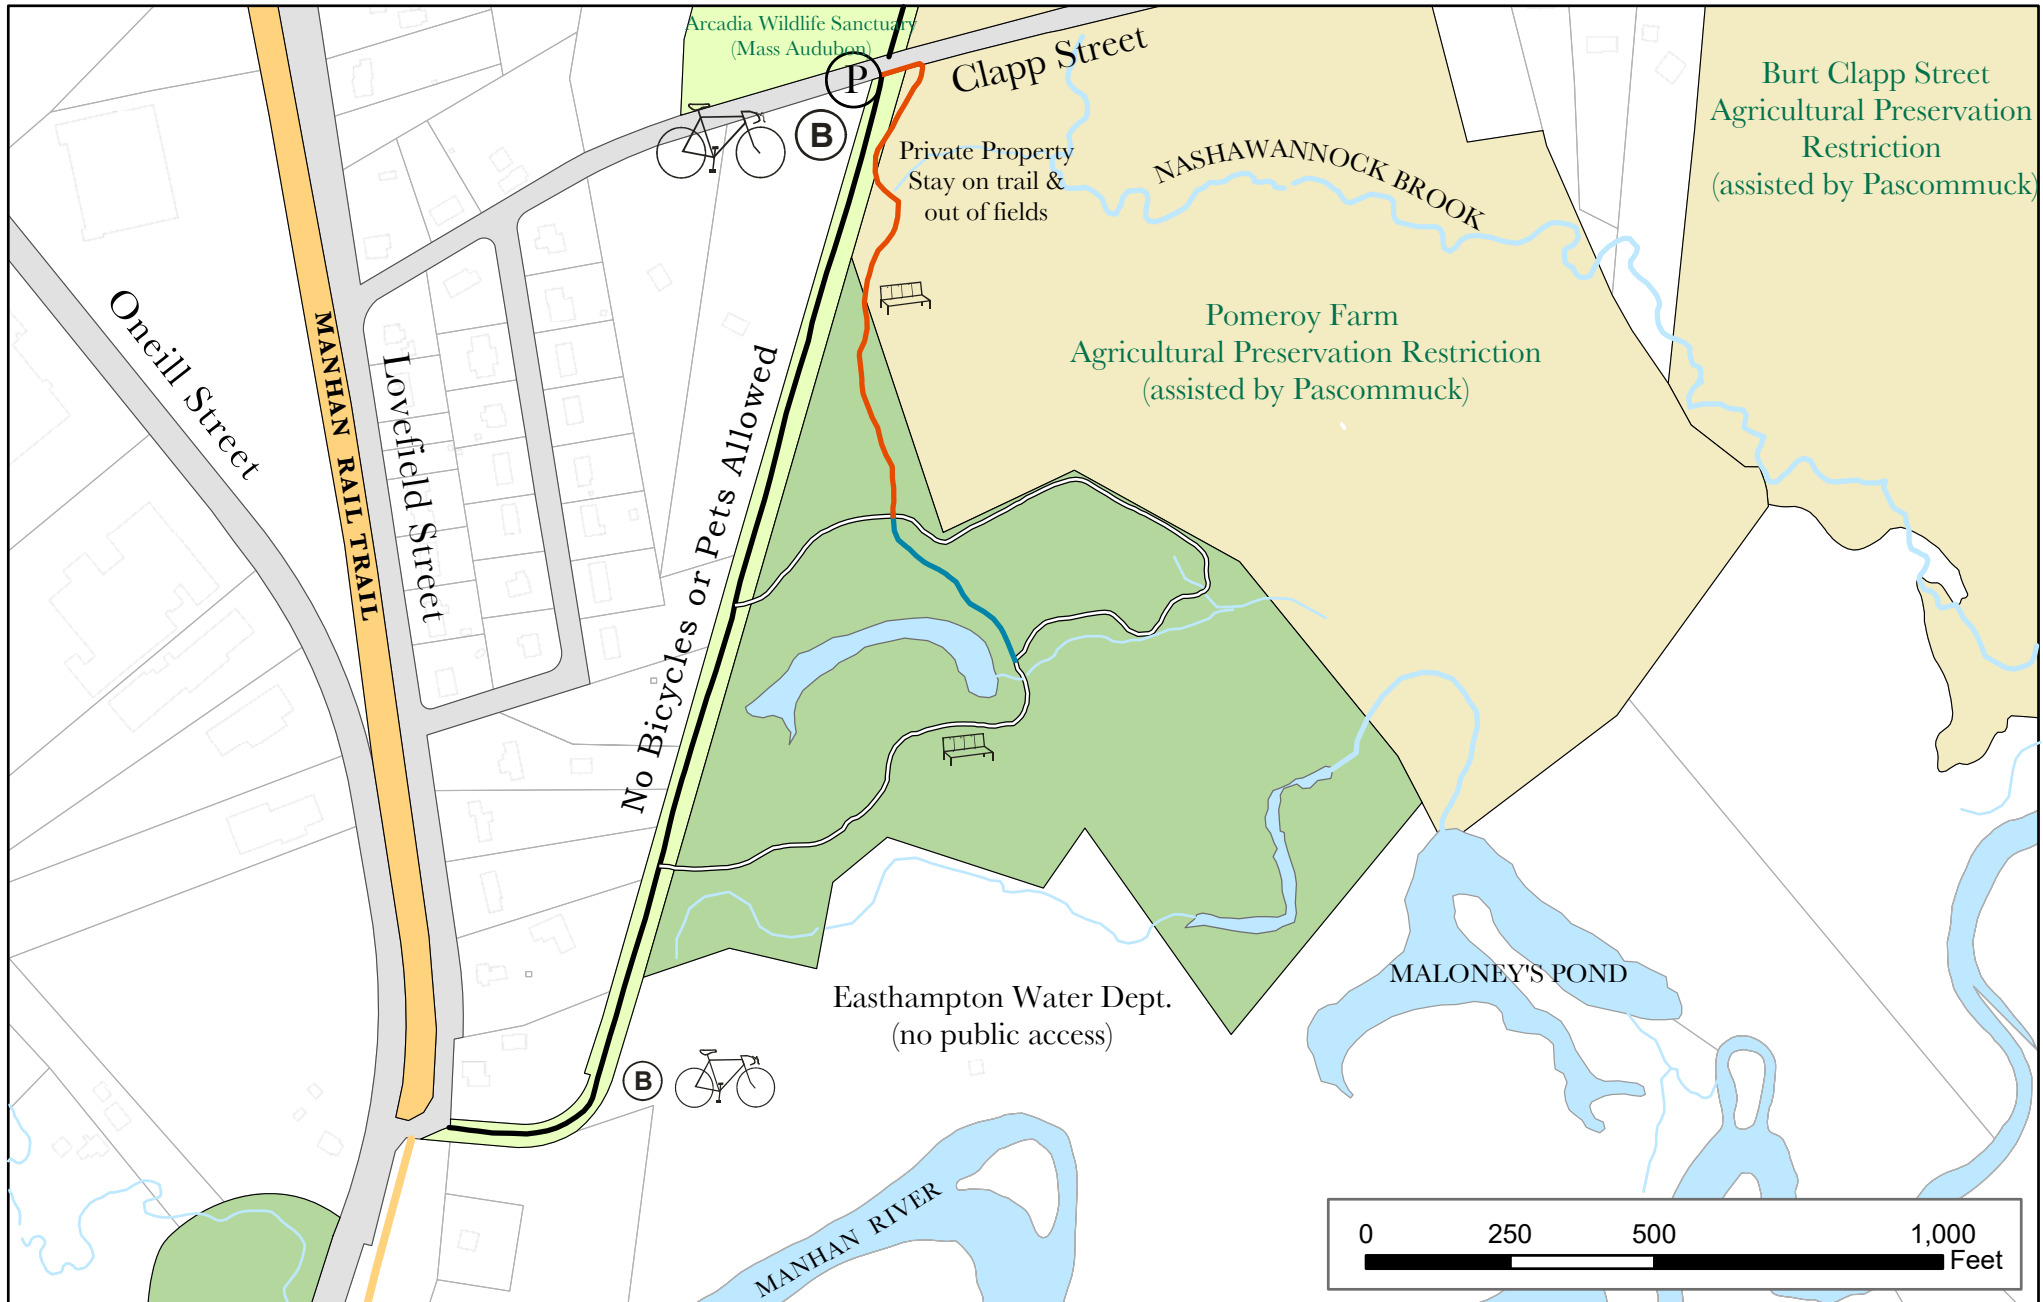 Arcadia Wildlife Sanctuary
(Mass Audubon)
P
B
Clapp Street
Private Property
Stay on trail &
out of fields
NASHAWANNOCK BROOK
Burt Clapp Street
Agricultural Preservation
Restriction
(assisted by Pascommuck)
Pomeroy Farm
Agricultural Preservation Restriction
(assisted by Pascommuck)
Oneill Street
MANHAN RAIL TRAIL
Lovefield Street
No Bicycles or Pets Allowed
Easthampton Water Dept.
(no public access)
MALONEY'S POND
B
MANHAN RIVER
0 250 500 1,000
Feet